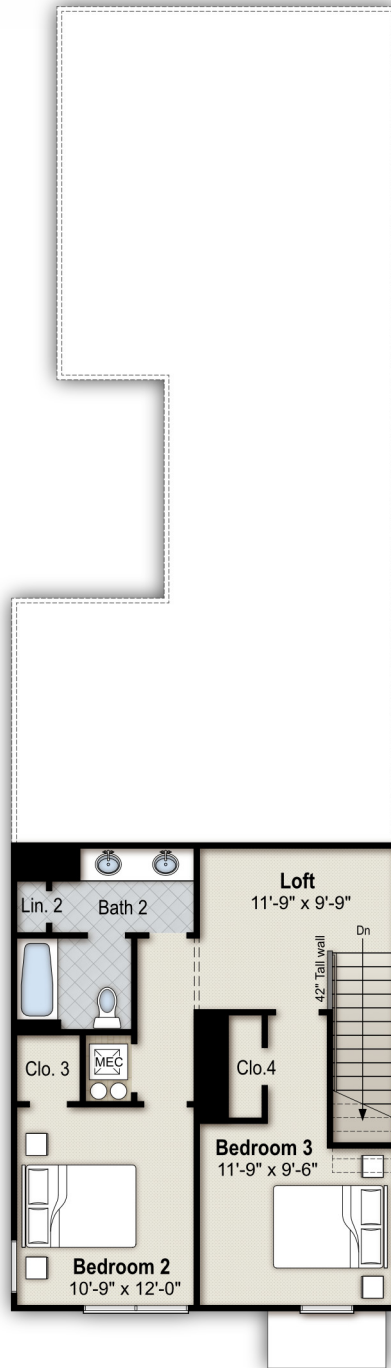 Loft
11'-9" x 9'-9"
Lin. 2
Bath 2
Dn
42" Tall wall
Clo. 3
MEC
Clo.4
Bedroom 3
11'-9" x 9'-6"
Bedroom 2
10'-9" x 12'-0"